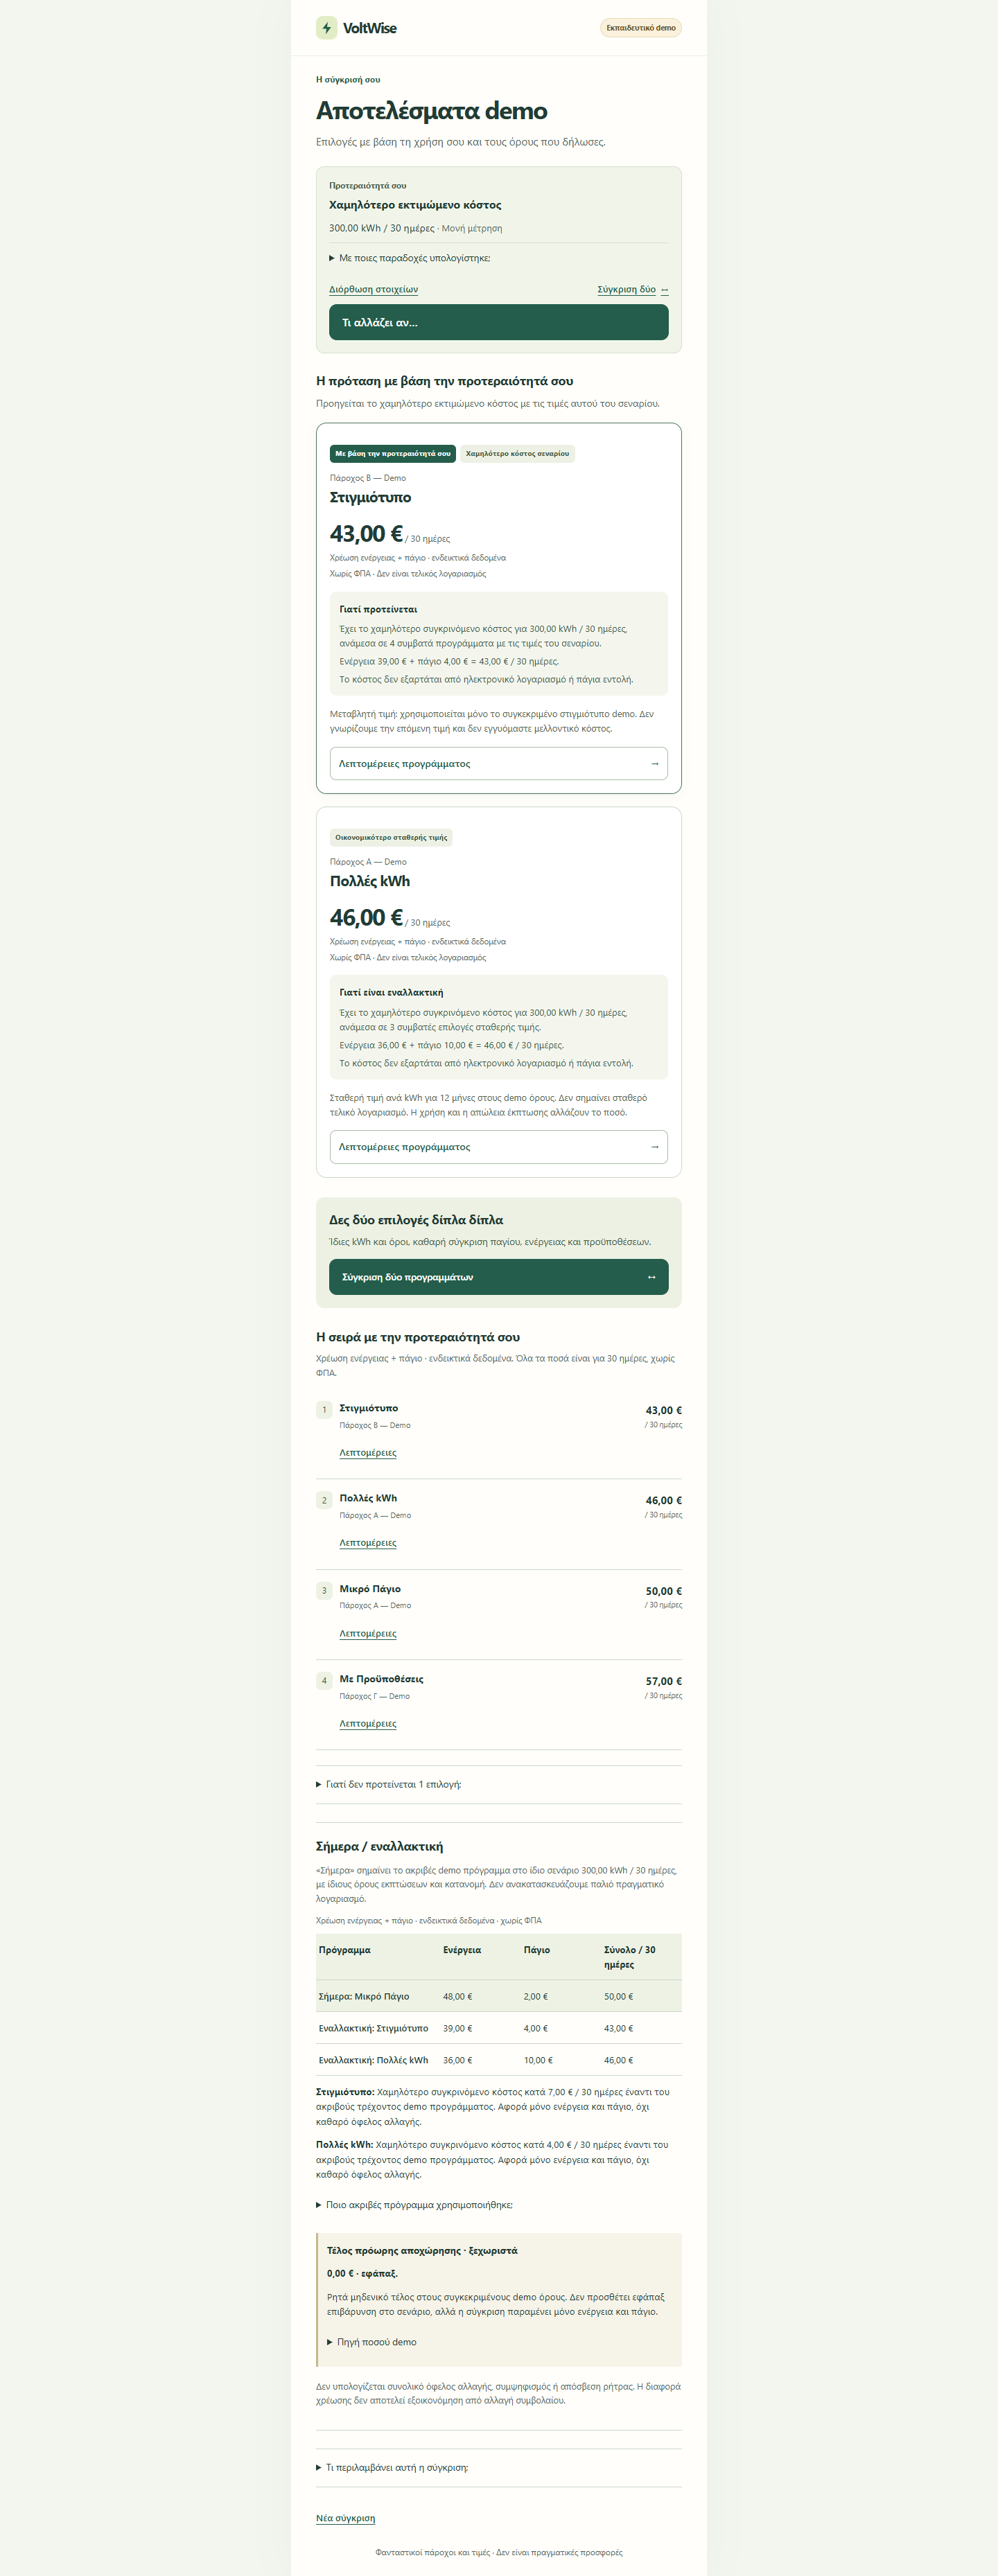 VoltWise
Εκπαιδευτικό demo
Η σύγκρισή σου
Αποτελέσματα demo
Επιλογές με βάση τη χρήση σου και τους όρους που δήλωσες.
Προτεραιότητά σου
Χαμηλότερο εκτιμώμενο κόστος
300,00 kWh / 30 ημέρες · Μονή μέτρηση
▶ Με ποιες παραδοχές υπολογίστηκε;
Διόρθωση στοιχείων
Σύγκριση δύο ↔
Τι αλλάζει αν…
Η πρόταση με βάση την προτεραιότητά σου
Προηγείται το χαμηλότερο εκτιμώμενο κόστος με τις τιμές αυτού του σεναρίου.
Με βάση την προτεραιότητά σου
Χαμηλότερο κόστος σεναρίου
Πάροχος Β — Demo
Στιγμιότυπο
43,00 € / 30 ημέρες
Χρέωση ενέργειας + πάγιο · ενδεικτικά δεδομένα
Χωρίς ΦΠΑ · Δεν είναι τελικός λογαριασμός
Γιατί προτείνεται
Έχει το χαμηλότερο συγκρινόμενο κόστος για 300,00 kWh / 30 ημέρες,
ανάμεσα σε 4 συμβατά προγράμματα με τις τιμές του σεναρίου.
Ενέργεια 39,00 € + πάγιο 4,00 € = 43,00 € / 30 ημέρες.
Το κόστος δεν εξαρτάται από ηλεκτρονικό λογαριασμό ή πάγια εντολή.
Μεταβλητή τιμή: χρησιμοποιείται μόνο το συγκεκριμένο στιγμιότυπο demo. Δεν
γνωρίζουμε την επόμενη τιμή και δεν εγγυόμαστε μελλοντικό κόστος.
Λεπτομέρειες προγράμματος →
Οικονομικότερο σταθερής τιμής
Πάροχος Α — Demo
Πολλές kWh
46,00 € / 30 ημέρες
Χρέωση ενέργειας + πάγιο · ενδεικτικά δεδομένα
Χωρίς ΦΠΑ · Δεν είναι τελικός λογαριασμός
Γιατί είναι εναλλακτική
Έχει το χαμηλότερο συγκρινόμενο κόστος για 300,00 kWh / 30 ημέρες,
ανάμεσα σε 3 συμβατές επιλογές σταθερής τιμής.
Ενέργεια 36,00 € + πάγιο 10,00 € = 46,00 € / 30 ημέρες.
Το κόστος δεν εξαρτάται από ηλεκτρονικό λογαριασμό ή πάγια εντολή.
Σταθερή τιμή ανά kWh για 12 μήνες στους demo όρους. Δεν σημαίνει σταθερό
τελικό λογαριασμό. Η χρήση και η απώλεια έκπτωσης αλλάζουν το ποσό.
Λεπτομέρειες προγράμματος →
Δες δύο επιλογές δίπλα δίπλα
Ίδιες kWh και όροι, καθαρή σύγκριση παγίου, ενέργειας και προϋποθέσεων.
Σύγκριση δύο προγραμμάτων ↔
Η σειρά με την προτεραιότητά σου
Χρέωση ενέργειας + πάγιο · ενδεικτικά δεδομένα. Όλα τα ποσά είναι για 30 ημέρες, χωρίς
ΦΠΑ.
1 Στιγμιότυπο 43,00 €
Πάροχος Β — Demo / 30 ημέρες
Λεπτομέρειες
2 Πολλές kWh 46,00 €
Πάροχος Α — Demo / 30 ημέρες
Λεπτομέρειες
3 Μικρό Πάγιο 50,00 €
Πάροχος Α — Demo / 30 ημέρες
Λεπτομέρειες
4 Με Προϋποθέσεις 57,00 €
Πάροχος Γ — Demo / 30 ημέρες
Λεπτομέρειες
▶ Γιατί δεν προτείνεται 1 επιλογή;
Σήμερα / εναλλακτική
«Σήμερα» σημαίνει το ακριβές demo πρόγραμμα στο ίδιο σενάριο 300,00 kWh / 30 ημέρες,
με ίδιους όρους εκπτώσεων και κατανομή. Δεν ανακατασκευάζουμε παλιό πραγματικό
λογαριασμό.
Χρέωση ενέργειας + πάγιο · ενδεικτικά δεδομένα · χωρίς ΦΠΑ
Πρόγραμμα Ενέργεια Πάγιο Σύνολο / 30
ημέρες
Σήμερα: Μικρό Πάγιο 48,00 € 2,00 € 50,00 €
Εναλλακτική: Στιγμιότυπο 39,00 € 4,00 € 43,00 €
Εναλλακτική: Πολλές kWh 36,00 € 10,00 € 46,00 €
Στιγμιότυπο: Χαμηλότερο συγκρινόμενο κόστος κατά 7,00 € / 30 ημέρες έναντι του
ακριβούς τρέχοντος demo προγράμματος. Αφορά μόνο ενέργεια και πάγιο, όχι
καθαρό όφελος αλλαγής.
Πολλές kWh: Χαμηλότερο συγκρινόμενο κόστος κατά 4,00 € / 30 ημέρες έναντι του
ακριβούς τρέχοντος demo προγράμματος. Αφορά μόνο ενέργεια και πάγιο, όχι
καθαρό όφελος αλλαγής.
▶ Ποιο ακριβές πρόγραμμα χρησιμοποιήθηκε;
Τέλος πρόωρης αποχώρησης · ξεχωριστά
0,00 € · εφάπαξ.
Ρητά μηδενικό τέλος στους συγκεκριμένους demo όρους. Δεν προσθέτει εφάπαξ
επιβάρυνση στο σενάριο, αλλά η σύγκριση παραμένει μόνο ενέργεια και πάγιο.
▶ Πηγή ποσού demo
Δεν υπολογίζεται συνολικό όφελος αλλαγής, συμψηφισμός ή απόσβεση ρήτρας. Η διαφορά
χρέωσης δεν αποτελεί εξοικονόμηση από αλλαγή συμβολαίου.
▶ Τι περιλαμβάνει αυτή η σύγκριση;
Νέα σύγκριση
Φανταστικοί πάροχοι και τιμές · Δεν είναι πραγματικές προσφορές